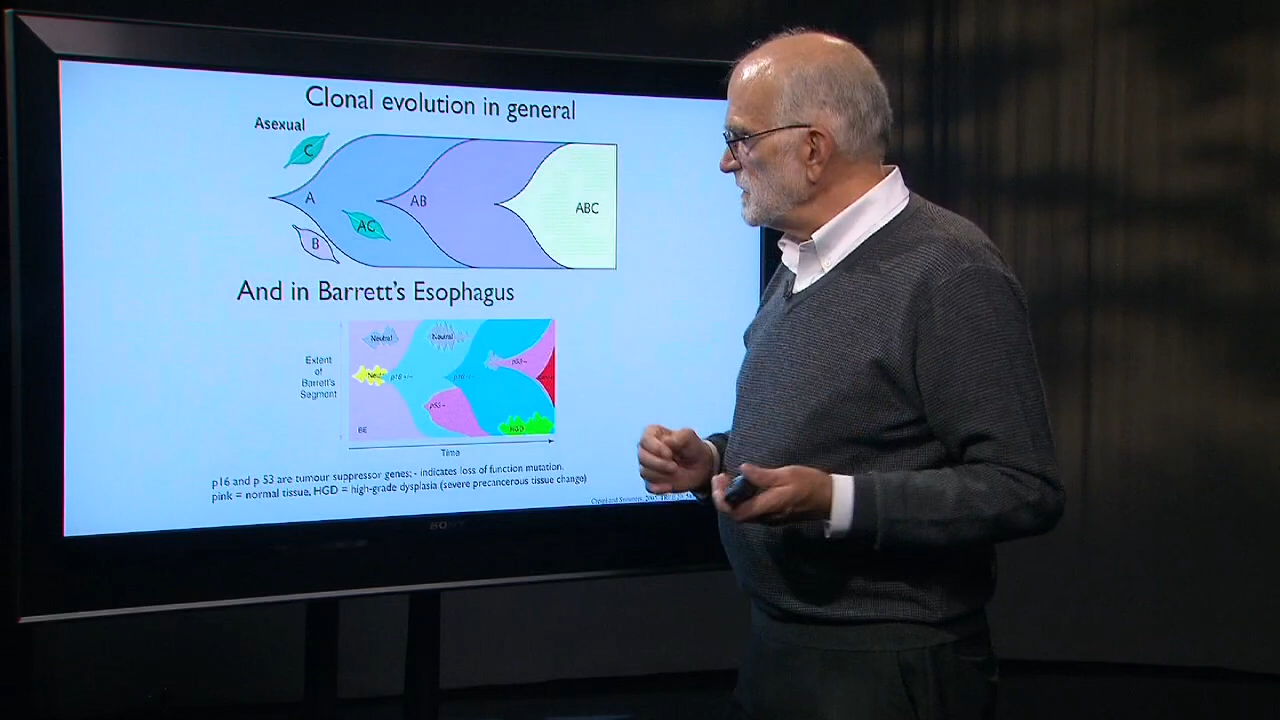 Clonal evolution in general
Asexual
C
A
AB
AC
B
ABC
And in Barrett's Esophagus
Extent
of
Barrett's
Segment
Neutral
Neutral
p16 +/-
p53 -
p53 -
BE
HGD
Time
p16 and p 53 are tumour suppressor genes; - indicates loss of function mutation.
pink = normal tissue, HGD = high-grade dysplasia (severe precancerous tissue change)
SONY